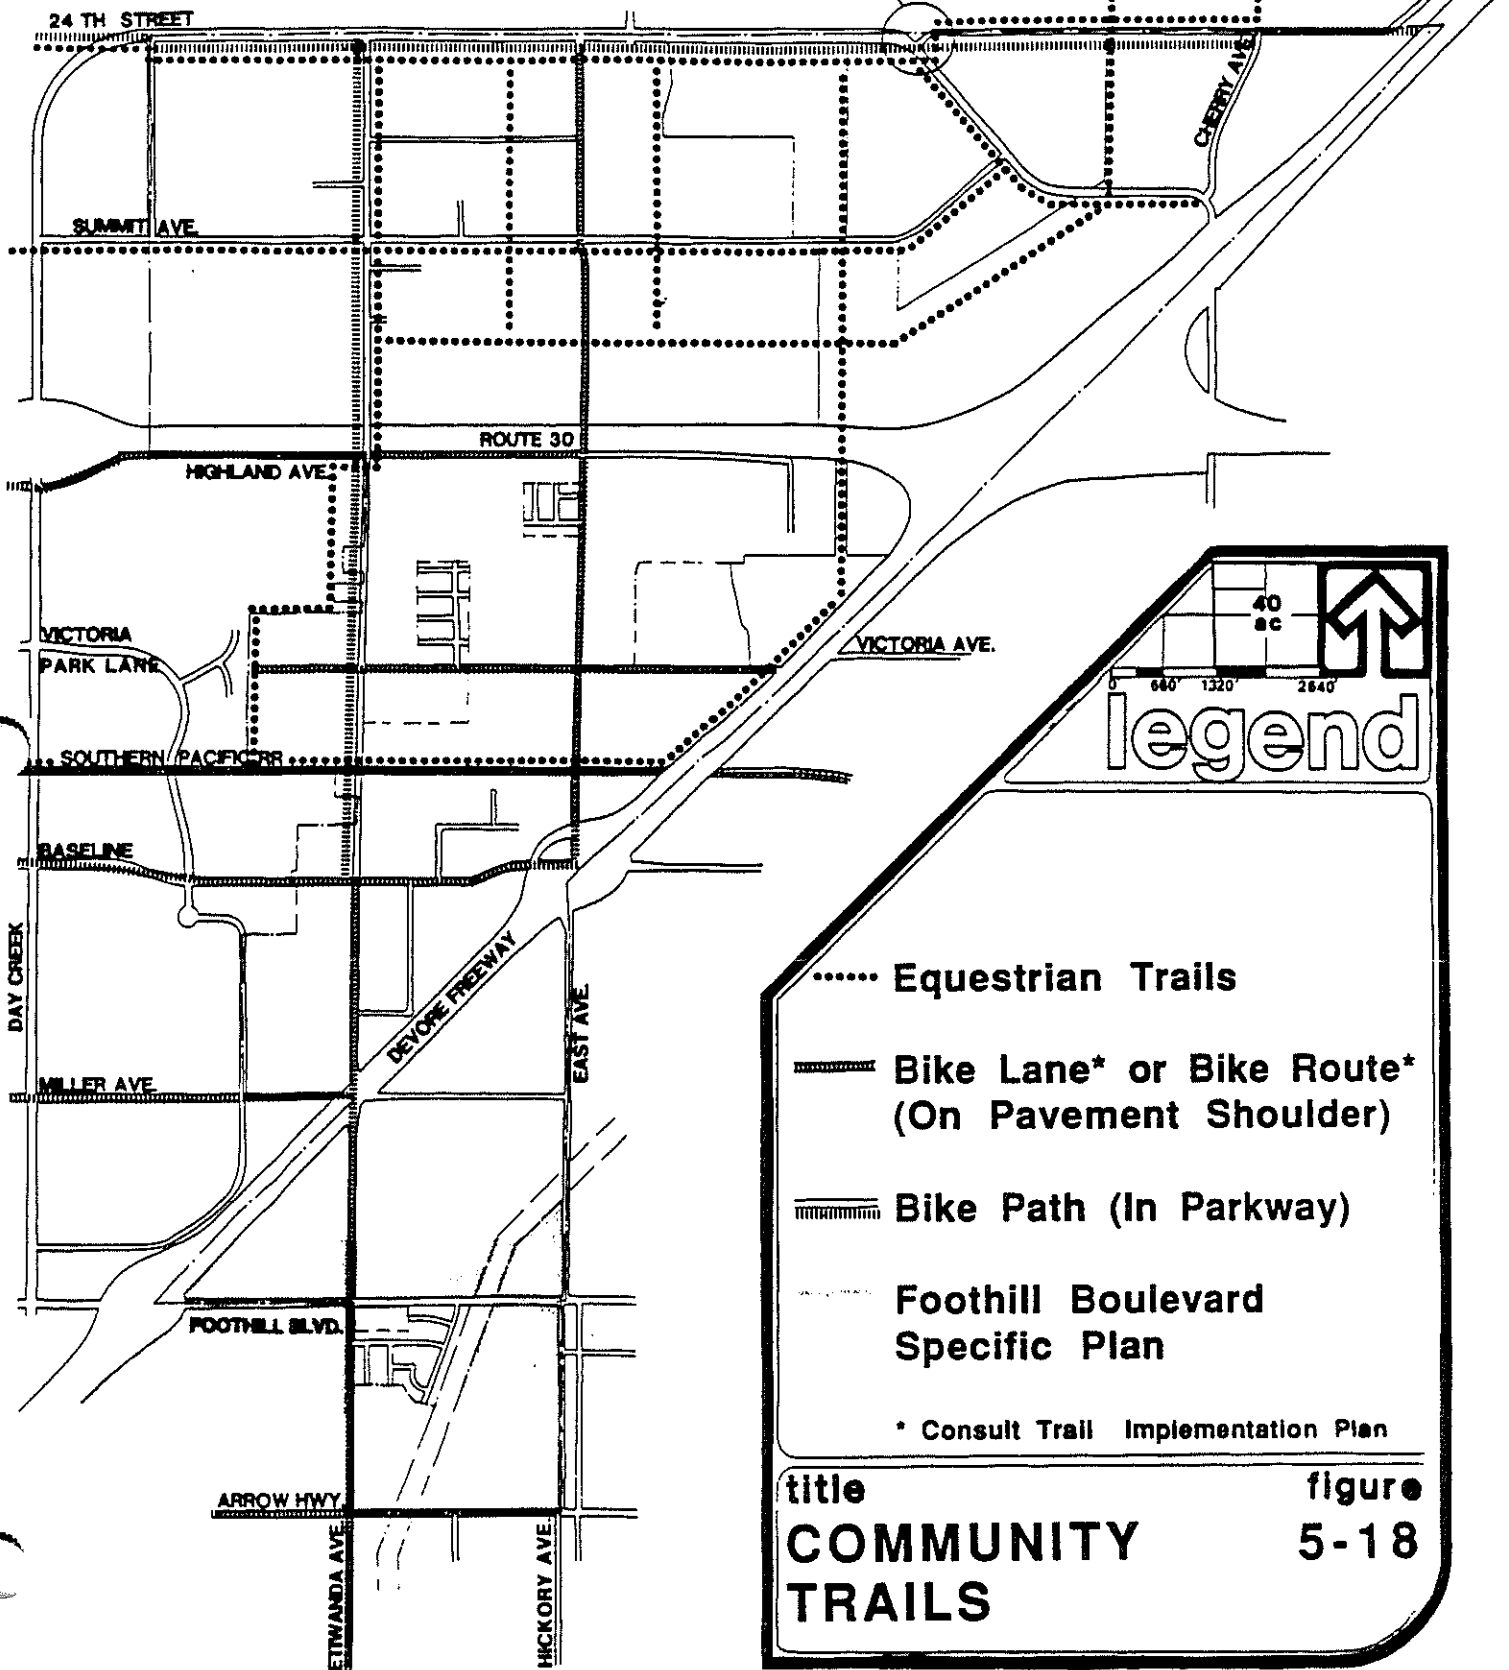 24 TH STREET
CHERRY AVE.
SUMMIT AVE.
ROUTE 30
HIGHLAND AVE.
VICTORIA
PARK LANE
VICTORIA AVE.
SOUTHERN PACIFIC RR
BASELINE
DAY CREEK
DEVORE FREEWAY
EAST AVE.
MILLER AVE.
FOOTHILL BLVD.
ARROW HWY.
ETIWANDA AVE.
HICKORY AVE.
40
ac
0 660' 1320' 2640'
legend
Equestrian Trails
Bike Lane* or Bike Route*
(On Pavement Shoulder)
Bike Path (In Parkway)
Foothill Boulevard
Specific Plan
* Consult Trail Implementation Plan
title figure
COMMUNITY 5-18
TRAILS